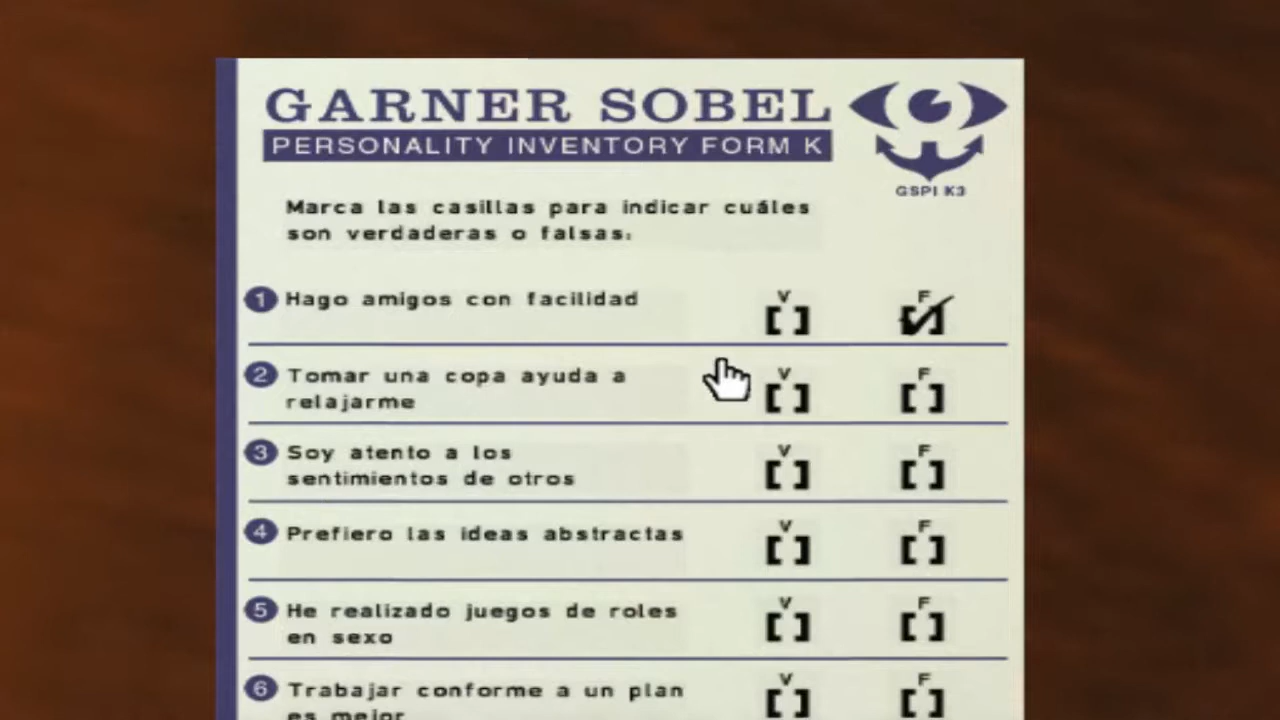 GARNER SOBEL
PERSONALITY INVENTORY FORM K
GSPI K3
Marca las casillas para indicar cuáles
son verdaderas o falsas:
1 Hago amigos con facilidad V [ ] F [ ]
2 Tomar una copa ayuda a V [ ] F [ ]
relajarme
3 Soy atento a los V [ ] F [ ]
sentimientos de otros
4 Prefiero las ideas abstractas V [ ] F [ ]
5 He realizado juegos de roles V [ ] F [ ]
en sexo
6 Trabajar conforme a un plan V [ ] F [ ]
es mejor